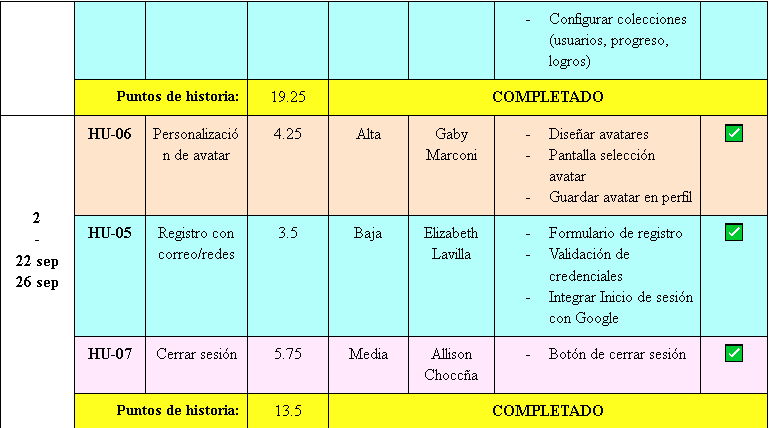 - Configurar colecciones
(usuarios, progreso,
logros)
Puntos de historia: 19.25 COMPLETADO
2
-
22 sep
26 sep
HU-06
Personalizació
n de avatar
4.25
Alta
Gaby
Marconi
- Diseñar avatares
- Pantalla selección
avatar
- Guardar avatar en perfil
HU-05
Registro con
correo/redes
3.5
Baja
Elizabeth
Lavilla
- Formulario de registro
- Validación de
credenciales
- Integrar Inicio de sesión
con Google
HU-07
Cerrar sesión
5.75
Media
Allison
Choccña
- Botón de cerrar sesión
Puntos de historia: 13.5 COMPLETADO